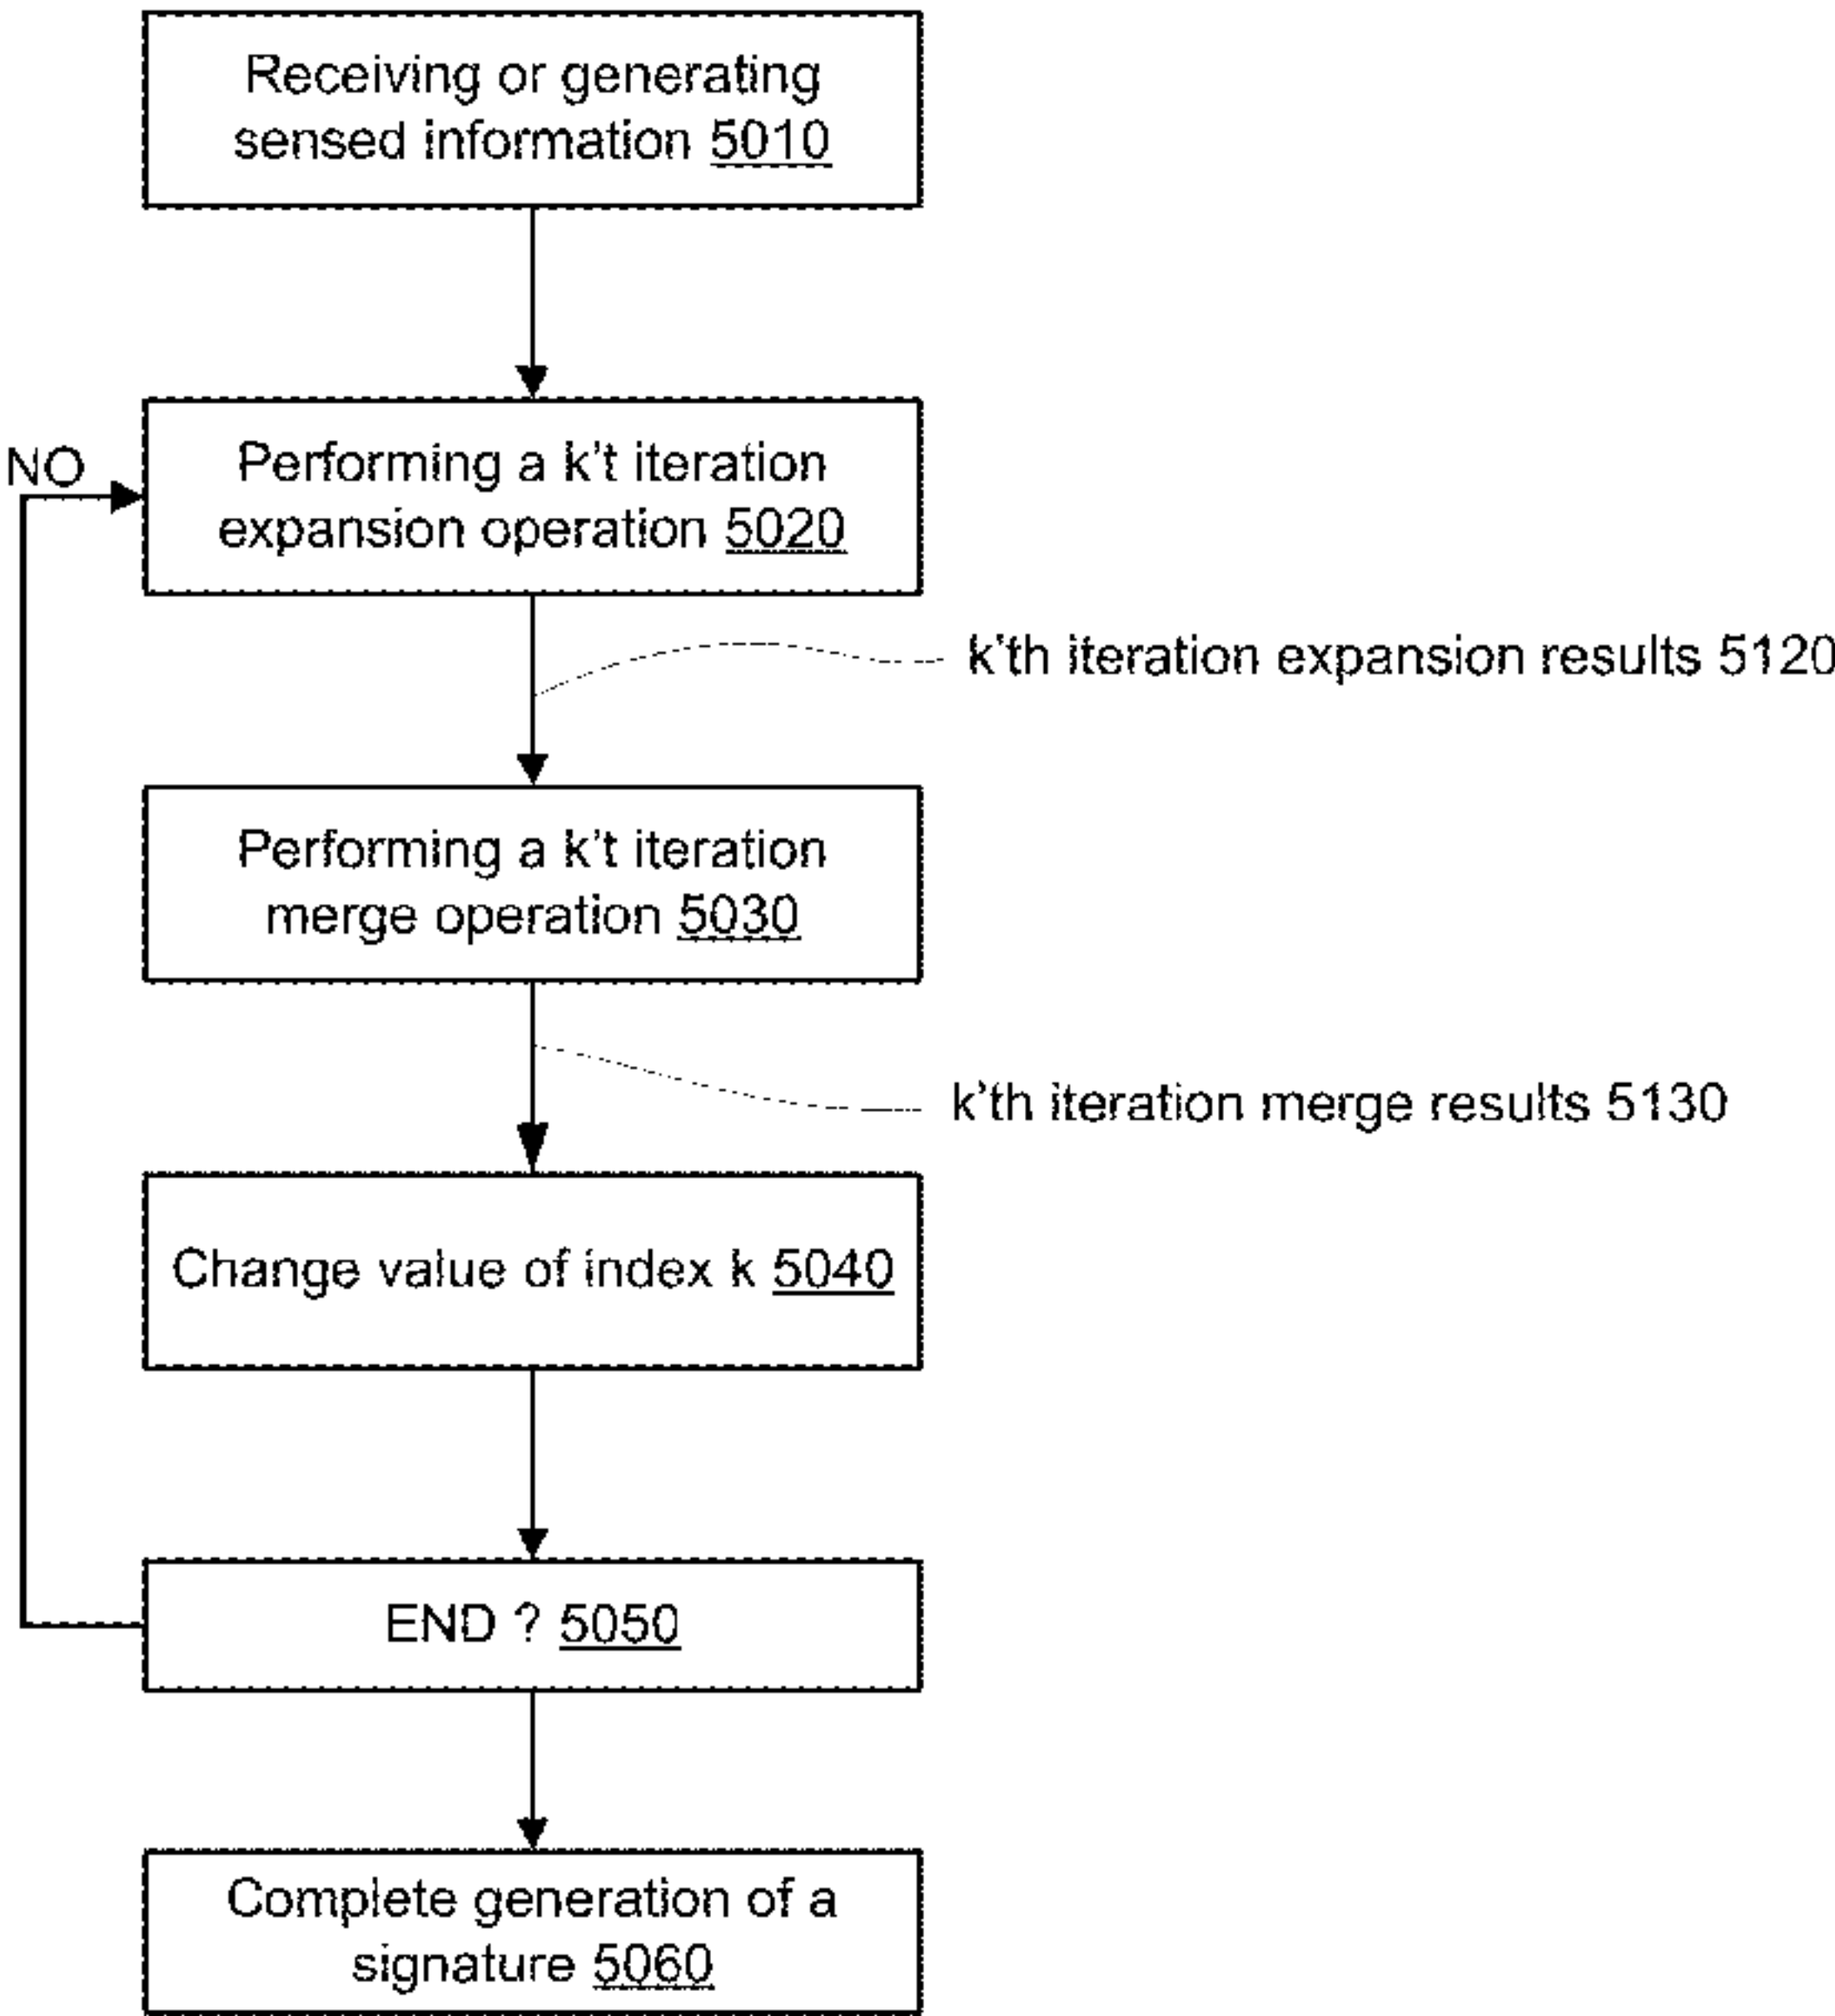 Receiving or generating
sensed information 5010
NO
Performing a k't iteration
expansion operation 5020
k'th iteration expansion results 5120
Performing a k't iteration
merge operation 5030
k'th iteration merge results 5130
Change value of index k 5040
END ? 5050
Complete generation of a
signature 5060